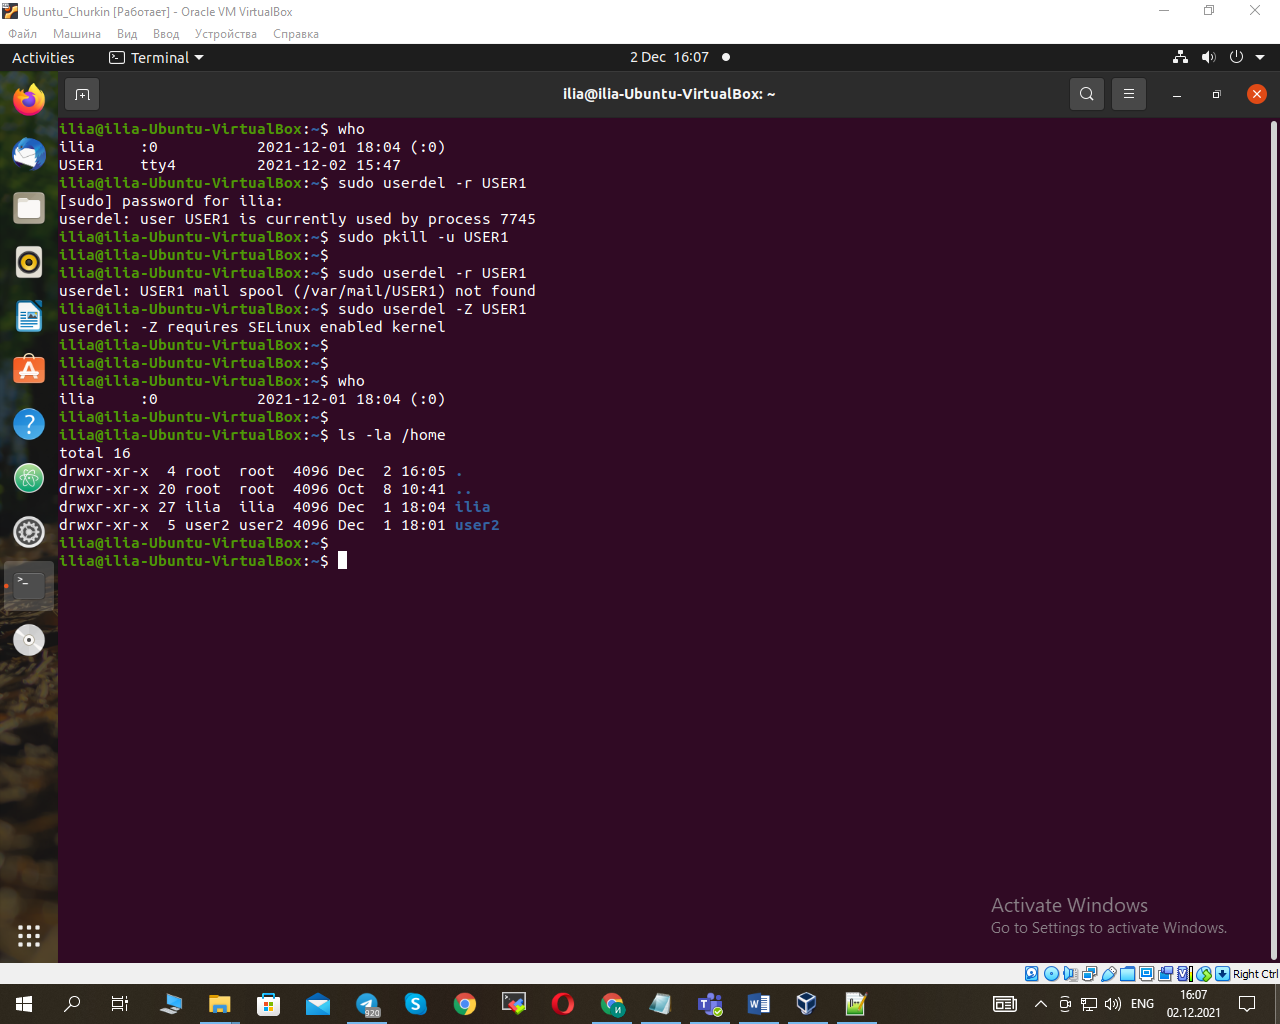 Ubuntu_Churkin [Работает] - Oracle VM VirtualBox
Файл Машина Вид Ввод Устройства Справка
Activities Terminal 2 Dec 16:07
ilia@ilia-Ubuntu-VirtualBox: ~
ilia@ilia-Ubuntu-VirtualBox:~$ who
ilia     :0           2021-12-01 18:04 (:0)
USER1    tty4         2021-12-02 15:47
ilia@ilia-Ubuntu-VirtualBox:~$ sudo userdel -r USER1
[sudo] password for ilia:
userdel: user USER1 is currently used by process 7745
ilia@ilia-Ubuntu-VirtualBox:~$ sudo pkill -u USER1
ilia@ilia-Ubuntu-VirtualBox:~$
ilia@ilia-Ubuntu-VirtualBox:~$ sudo userdel -r USER1
userdel: USER1 mail spool (/var/mail/USER1) not found
ilia@ilia-Ubuntu-VirtualBox:~$ sudo userdel -Z USER1
userdel: -Z requires SELinux enabled kernel
ilia@ilia-Ubuntu-VirtualBox:~$
ilia@ilia-Ubuntu-VirtualBox:~$
ilia@ilia-Ubuntu-VirtualBox:~$ who
ilia     :0           2021-12-01 18:04 (:0)
ilia@ilia-Ubuntu-VirtualBox:~$
ilia@ilia-Ubuntu-VirtualBox:~$ ls -la /home
total 16
drwxr-xr-x  4 root  root  4096 Dec  2 16:05 .
drwxr-xr-x 20 root  root  4096 Oct  8 10:41 ..
drwxr-xr-x 27 ilia  ilia  4096 Dec  1 18:04 ilia
drwxr-xr-x  5 user2 user2 4096 Dec  1 18:01 user2
ilia@ilia-Ubuntu-VirtualBox:~$
ilia@ilia-Ubuntu-VirtualBox:~$
Activate Windows
Go to Settings to activate Windows.
Right Ctrl
920
ENG
16:07
02.12.2021